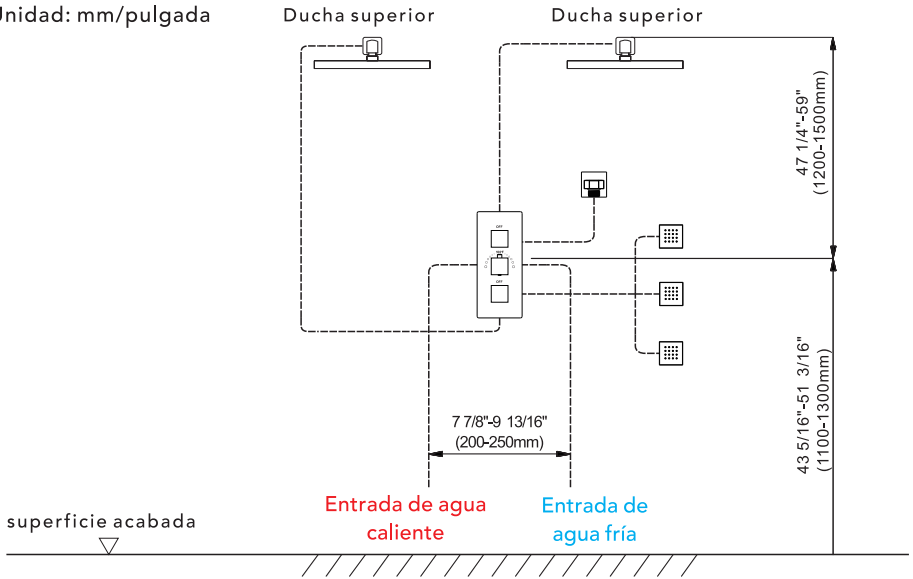 Unidad: mm/pulgada
Ducha superior
Ducha superior
47 1/4"-59"
(1200-1500mm)
OFF
OFF
43 5/16"-51 3/16"
(1100-1300mm)
7 7/8"-9 13/16"
(200-250mm)
Entrada de agua
caliente
Entrada de
agua fría
superficie acabada